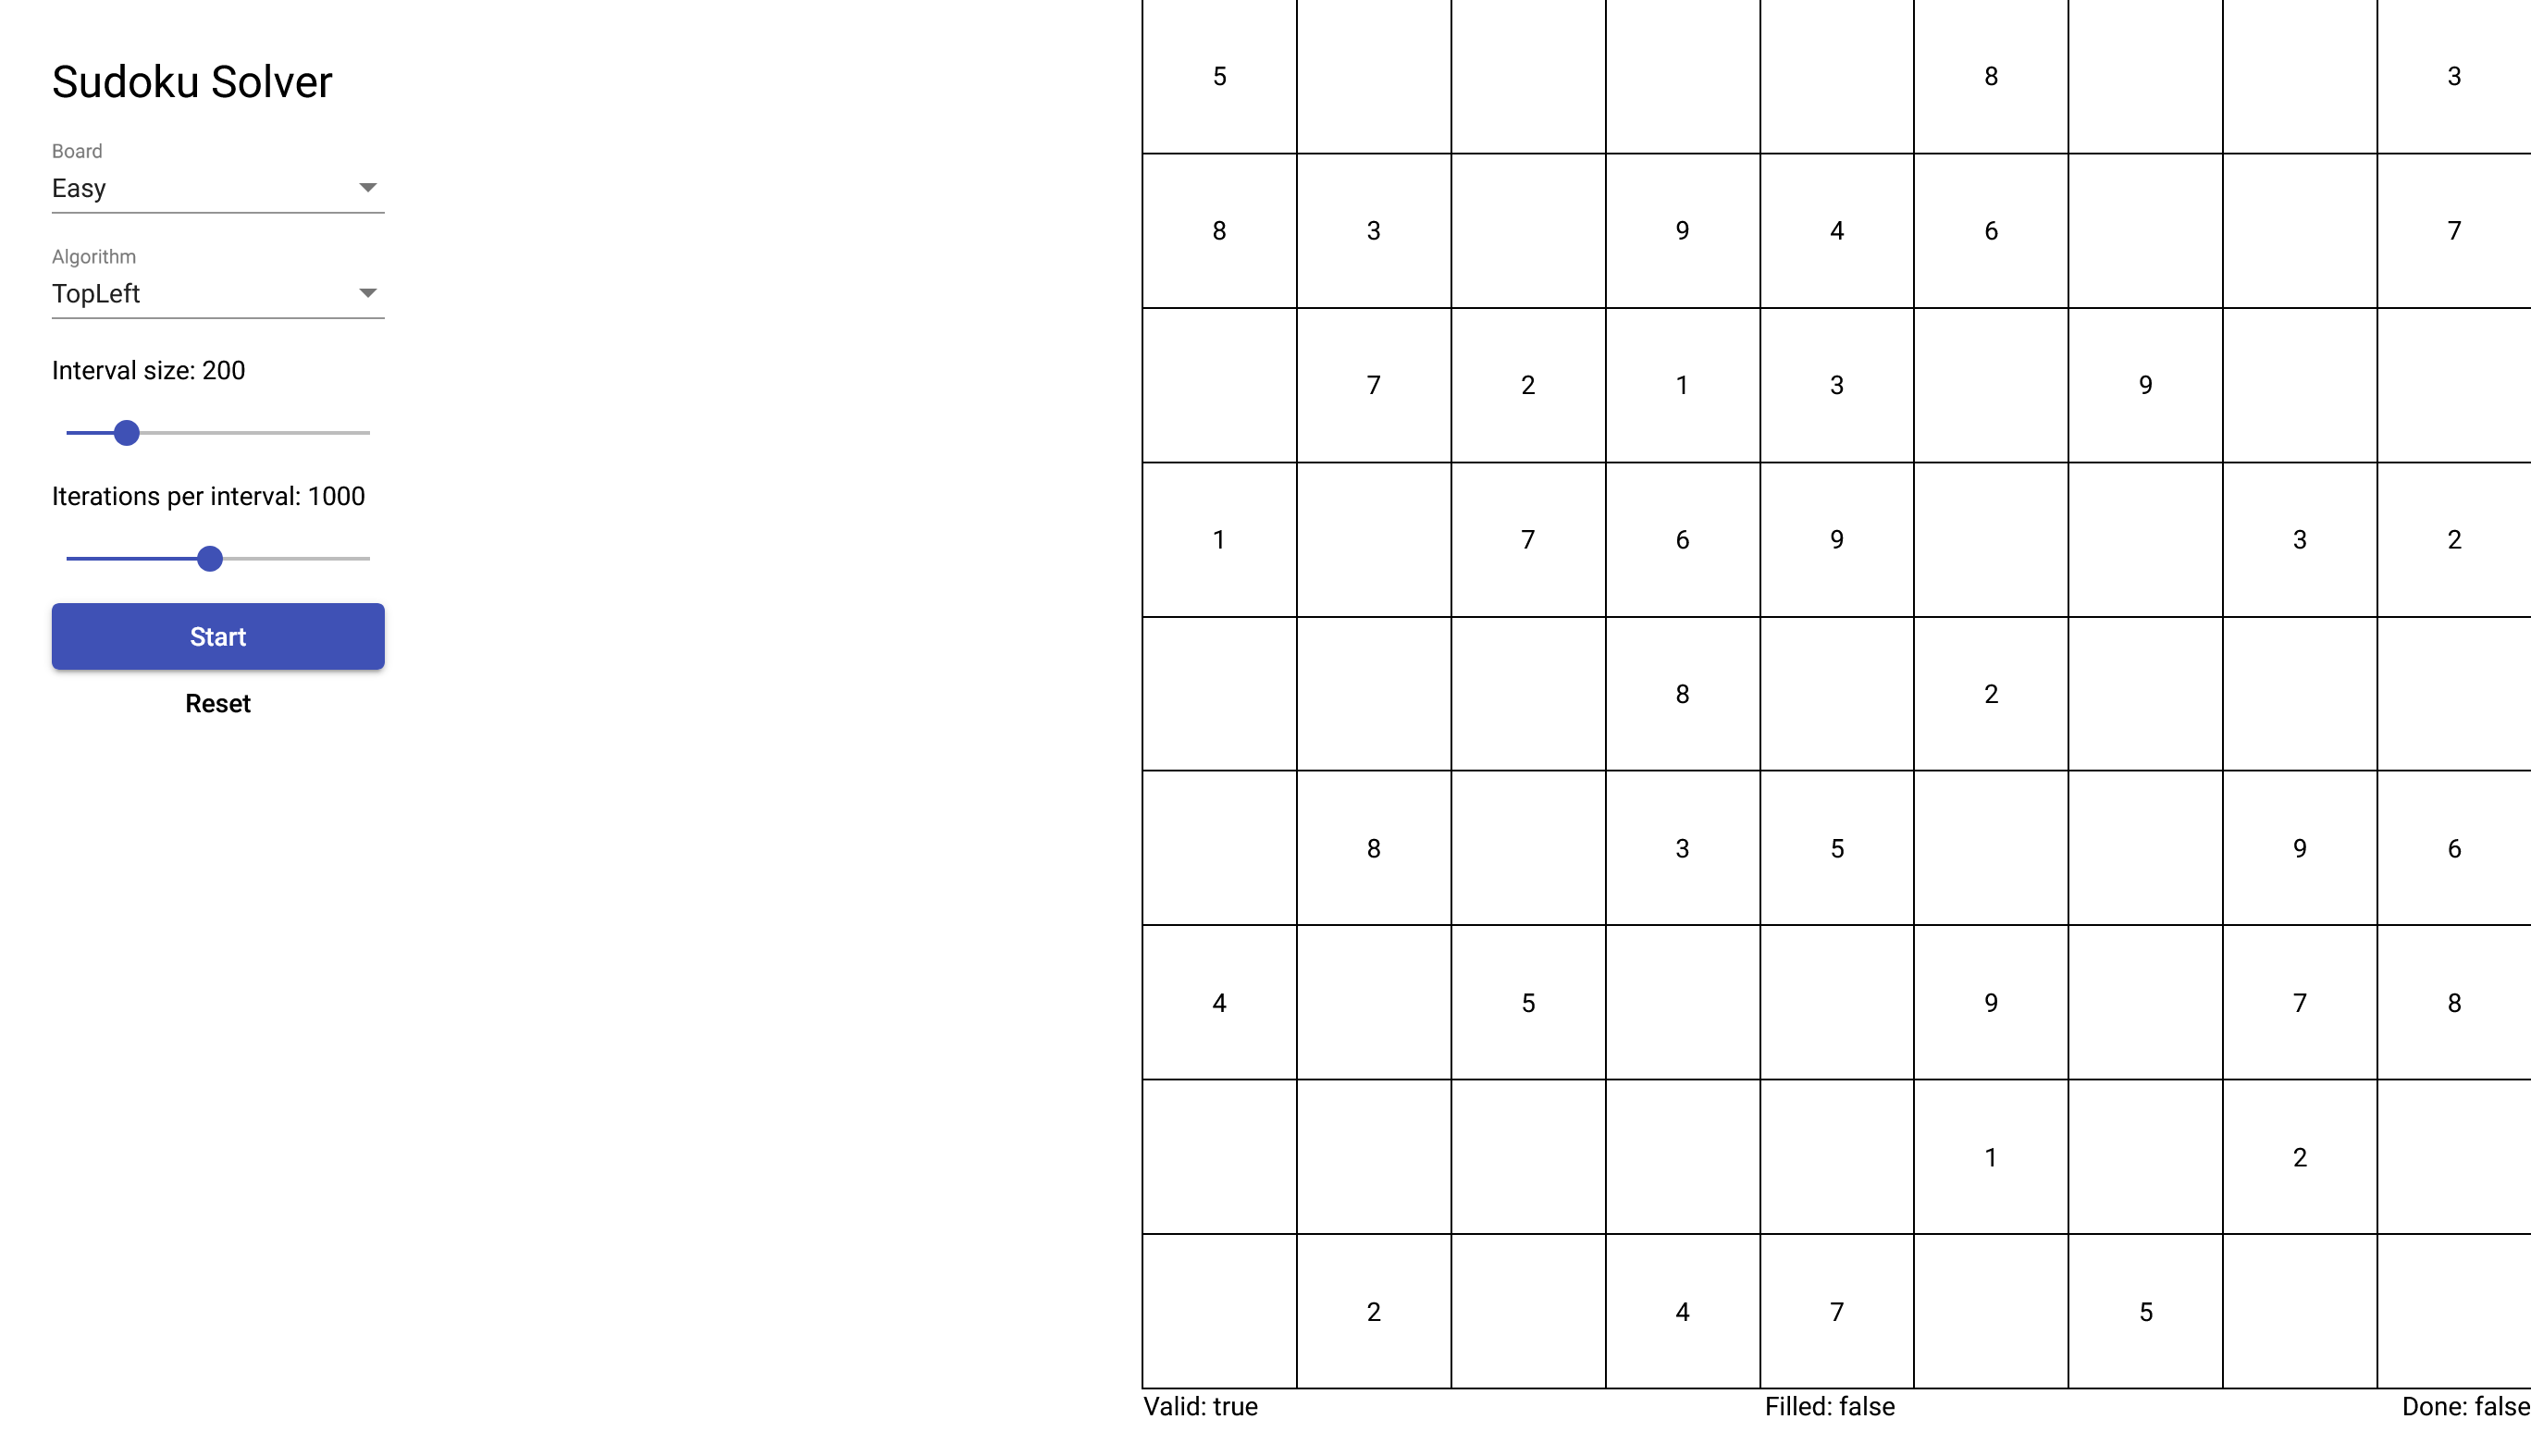 Sudoku Solver
Board
Easy
Algorithm
TopLeft
Interval size: 200
Iterations per interval: 1000
Start
Reset
5 8 3
8 3 9 4 6 7
7 2 1 3 9
1 7 6 9 3 2
8 2
8 3 5 9 6
4 5 9 7 8
1 2
2 4 7 5
Valid: true Filled: false Done: false